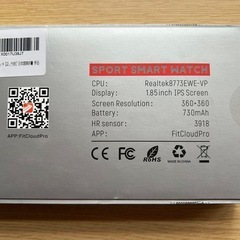 SPORT SMART WATCH
CPU: Realtek8773EWE-VP
Display: 1.85inch IPS Screen
Screen Resolution: 360*360
Battery: 730mAh
HR sensor: 3918
APP: FitCloudPro
APP:FitCloudPro
CE RoHS